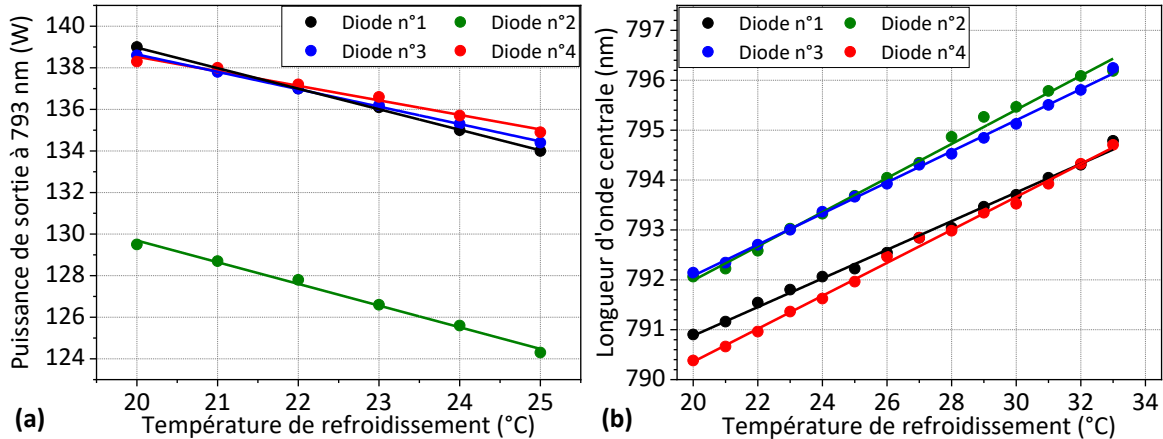 Puissance de sortie à 793 nm (W)
140
138
136
134
132
130
128
126
124
Diode n°1 Diode n°2
Diode n°3 Diode n°4
20 21 22 23 24 25
Température de refroidissement (°C)
(a)
Longueur d'onde centrale (nm)
797
796
795
794
793
792
791
790
Diode n°1 Diode n°2
Diode n°3 Diode n°4
20 22 24 26 28 30 32 34
Température de refroidissement (°C)
(b)